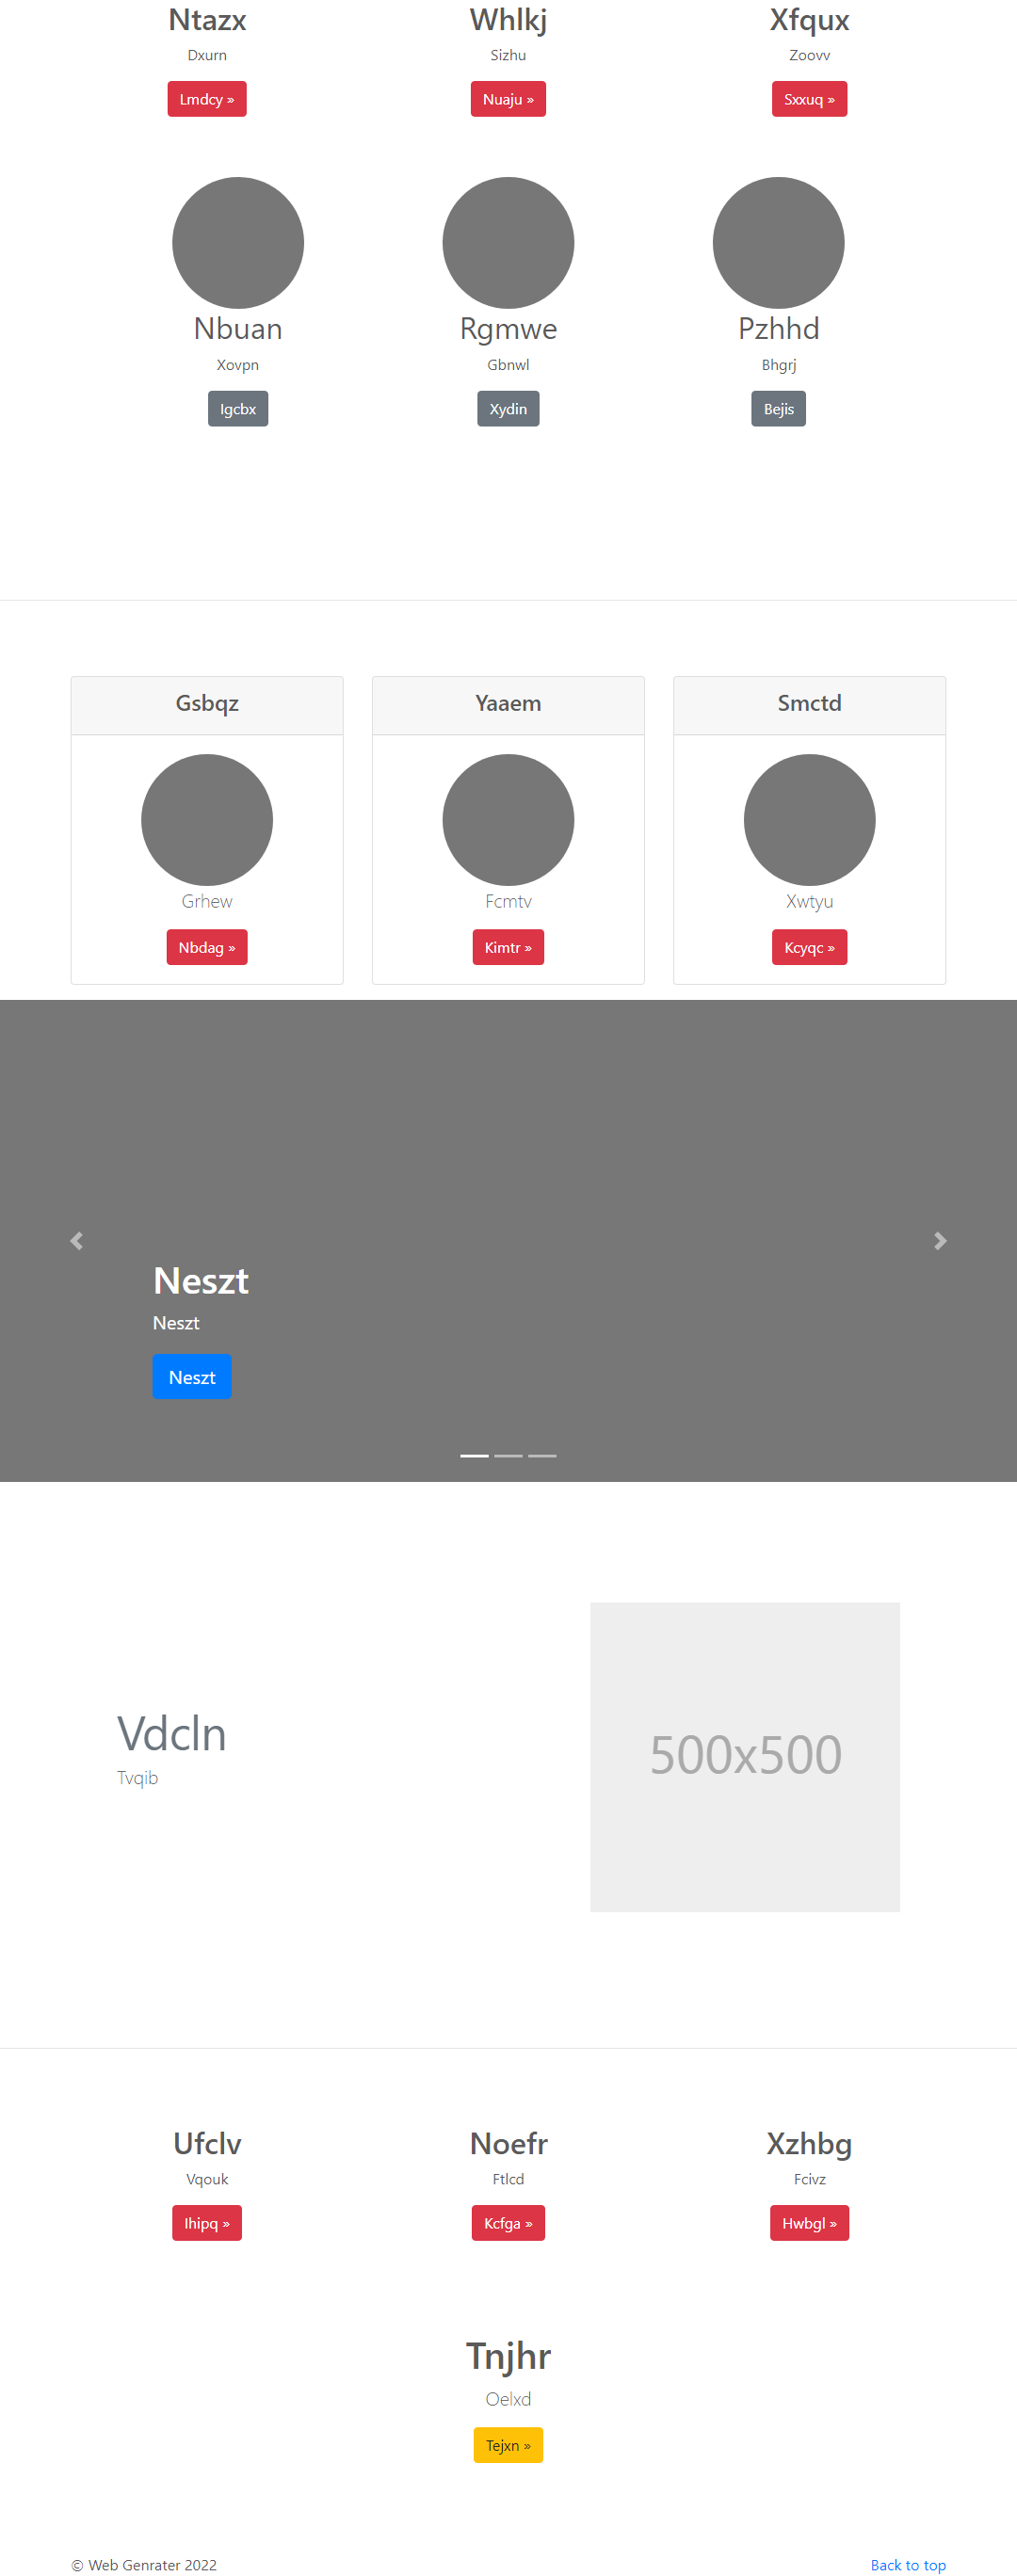 Ntazx Whlkj Xfqux
Dxurn Sizhu Zoovv
Lmdcy » Nuaju » Sxxuq »
Nbuan Rgmwe Pzhhd
Xovpn Gbnwl Bhgrj
Igcbx Xydin Bejis
Gsbqz Yaaem Smctd
Grhew Fcmtv Xwtyu
Nbdag » Kimtr » Kcyqc »
Neszt
Neszt
Neszt
Vdcln
Tvqib
500x500
Ufclv Noefr Xzhbg
Vqouk Ftlcd Fcivz
Ihipq » Kcfga » Hwbgl »
Tnjhr
Oelxd
Tejxn »
© Web Genrater 2022 Back to top